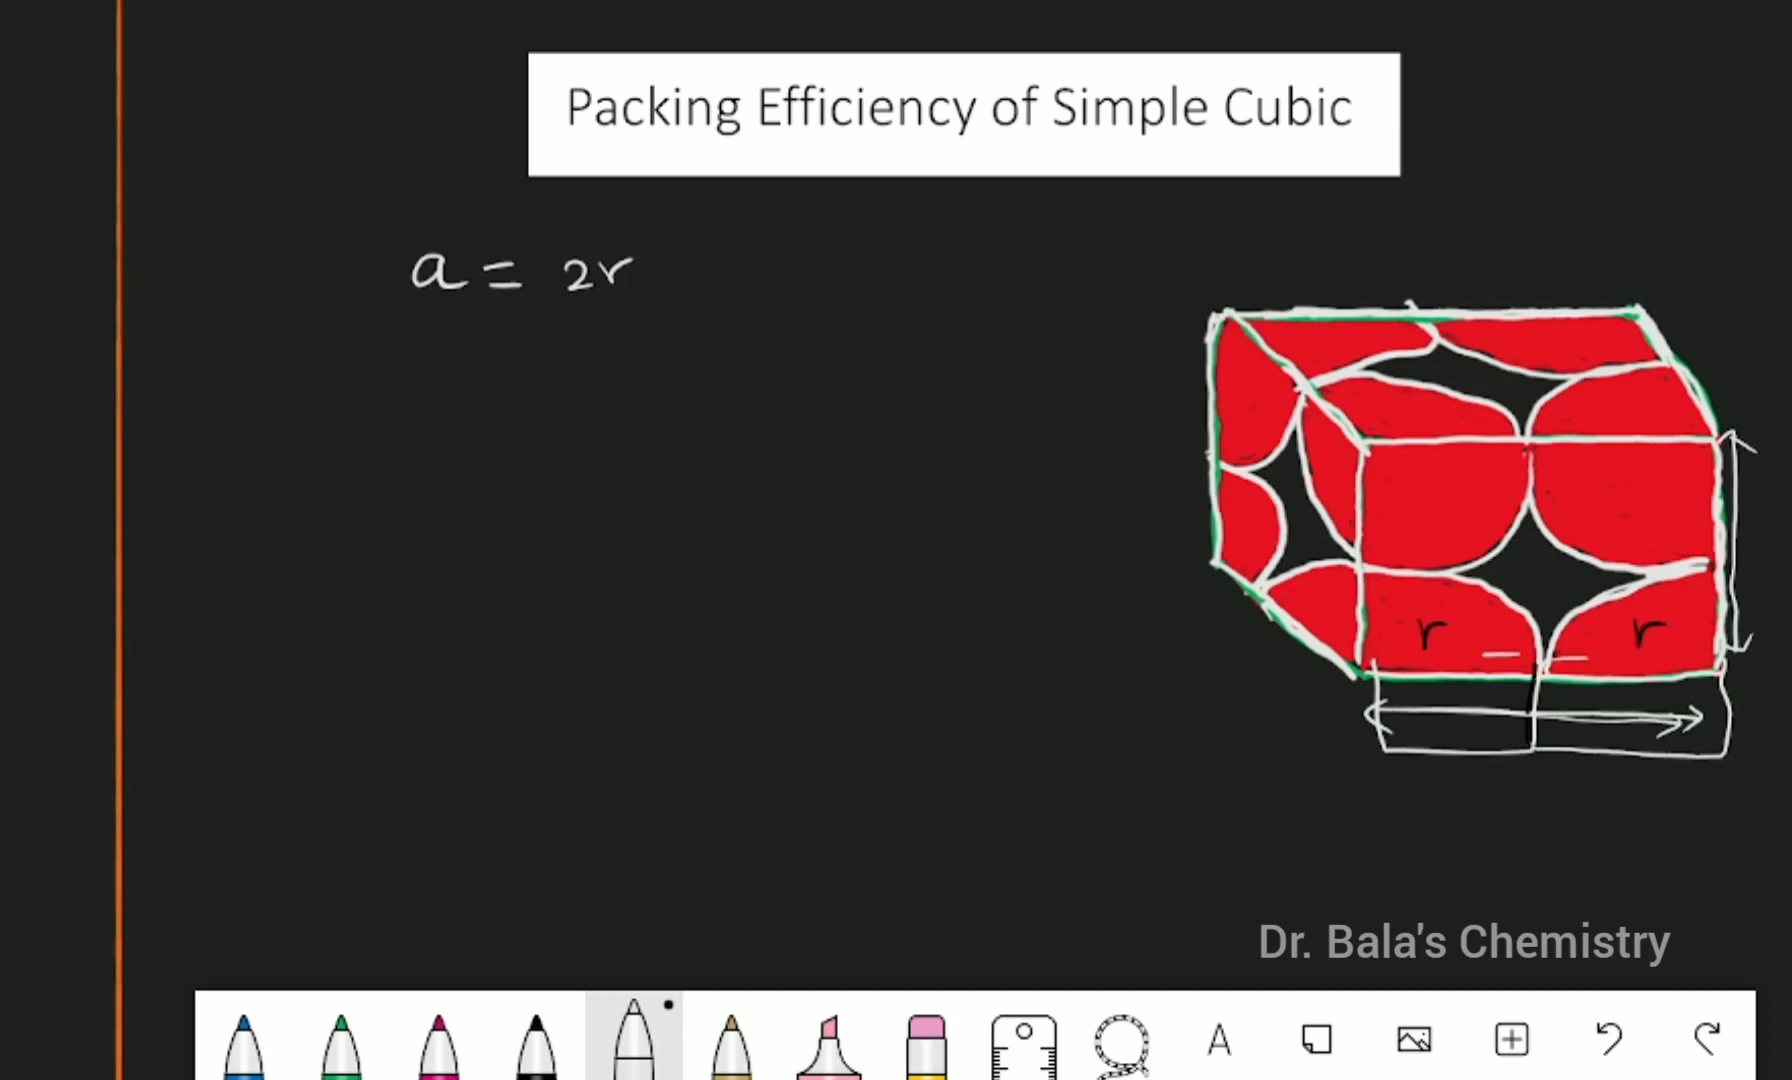 Packing Efficiency of Simple Cubic
a = 2r
r r
Dr. Bala's Chemistry
A